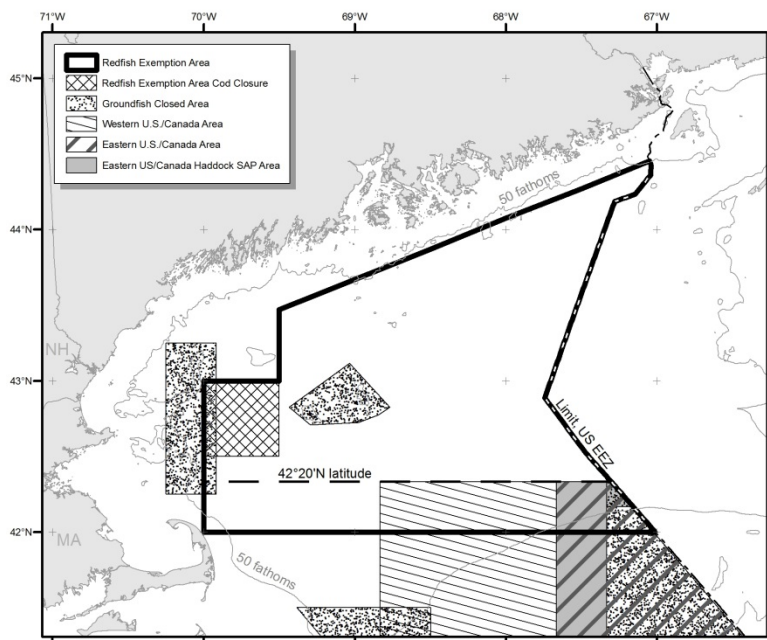 71°W 70°W 69°W 68°W 67°W
45°N
44°N
43°N
42°N
Redfish Exemption Area
Redfish Exemption Area Cod Closure
Groundfish Closed Area
Western U.S./Canada Area
Eastern U.S./Canada Area
Eastern US/Canada Haddock SAP Area
50 fathoms
NH
Limit, US EEZ
42°20'N latitude
MA
50 fathoms